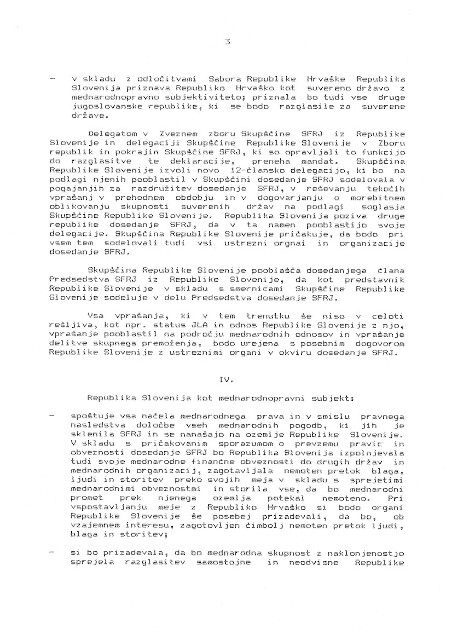 3
- v skladu z odločitvami Sabora Republike Hrvaške Republika
Slovenija priznava Republiko Hrvaško kot suvereno državo z
mednarodnopravno subjektiviteto; priznala bo tudi vse druge
jugoslovanske republike, ki se bodo razglasile za suverene
države.
Delegatom v Zveznem zboru Skupščine SFRJ iz Republike
Slovenije in delegaciji Skupščine Republike Slovenije v Zboru
republik in pokrajin Skupščine SFRJ, ki so opravljali to funkcijo
do razglasitve te deklaracije, preneha mandat. Skupščina
Republike Slovenije izvoli novo 12-člansko delegacijo, ki bo na
podlagi njenih pooblastil v Skupščini dosedanje SFRJ sodelovala v
pogajanjih za razdružitev dosedanje SFRJ, v reševanju tekočih
vprašanj v prehodnem obdobju in v dogovarjanju o morebitnem
oblikovanju skupnosti suverenih držav na podlagi soglasja
Skupščine Republike Slovenije. Republika Slovenija poziva druge
republike dosedanje SFRJ, da v ta namen pooblastijo svoje
delegacije. Skupščina Republike Slovenije pričakuje, da bodo pri
vsem tem sodelovali tudi vsi ustrezni orgnai in organizacije
dosedanje SFRJ.
Skupščina Republike Slovenije pooblašča dosedanjega člana
Predsedstva SFRJ iz Republike Slovenije, da kot predstavnik
Republike Slovenije v skladu s smernicami Skupščine Republike
Slovenije sodeluje v delu Predsedstva dosedanje SFRJ.
Vsa vprašanja, ki v tem trenutku še niso v celoti
rešljiva, kot npr. status JLA in odnos Republike Slovenije z njo,
vprašanje pooblastil na področju mednarodnih odnosov in vprašanje
delitve skupnega premoženja, bodo urejena s posebnim dogovorom
Republike Slovenije z ustreznimi organi v okviru dosedanje SFRJ.
IV.
Republika Slovenija kot mednarodnopravni subjekt:
- spoštuje vsa načela mednarodnega prava in v smislu pravnega
nasledstva določbe vseh mednarodnih pogodb, ki jih je
sklenila SFRJ in se nanašajo na ozemlje Republike Slovenije.
V skladu s pričakovanim sporazumom o prevzemu pravic in
obveznosti dosedanje SFRJ bo Republika Slovenija izpolnjevala
tudi svoje mednarodne finančne obveznosti do drugih držav in
mednarodnih organizacij, zagotavljala nemoten pretok blaga,
ljudi in storitev preko svojih meja v skladu s sprejetimi
mednarodnimi obveznostmi in storila vse, da bo mednarodni
promet prek njenega ozemlja potekal nemoteno. Pri
vspostavljanju meje z Republiko Hrvaško si bodo organi
Republike Slovenije še posebej prizadevali, da bo, ob
vzajemnem interesu, zagotovljen čimbolj nemoten pretok ljudi,
blaga in storitev;
- si bo prizadevala, da bo mednarodna skupnost z naklonjenostjo
sprejela razglasitev samostojne in neodvisne Republike